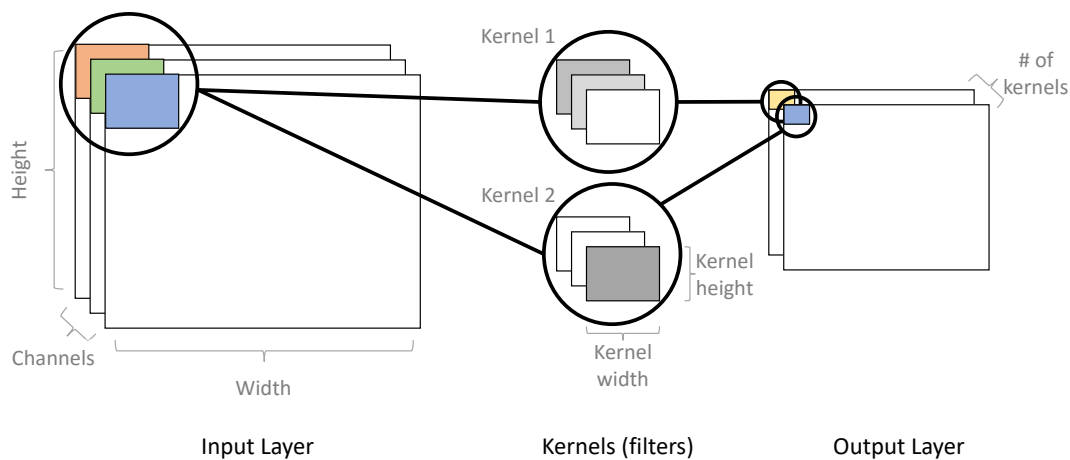 Kernel 1
# of
kernels
Height
Kernel 2
Kernel
height
Channels
Width
Kernel
width
Input Layer
Kernels (filters)
Output Layer